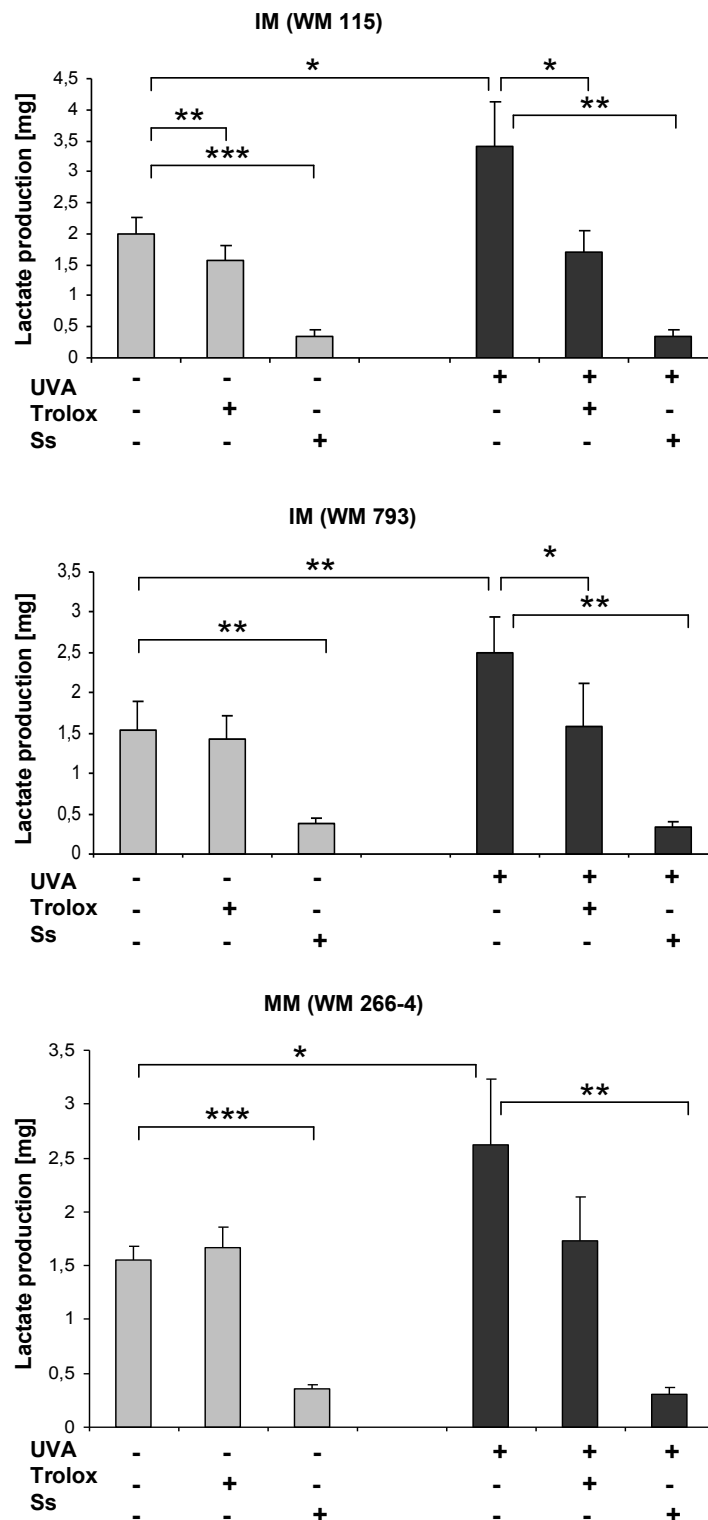 IM (WM 115)
Lactate production [mg]
4,5
4
3,5
3
2,5
2
1,5
1
0,5
0
* *
** **
***
UVA - - - + + +
Trolox - + - - + -
Ss - - + - - +
IM (WM 793)
Lactate production [mg]
3,5
3
2,5
2
1,5
1
0,5
0
** *
** **
UVA - - - + + +
Trolox - + - - + -
Ss - - + - - +
MM (WM 266-4)
Lactate production [mg]
3,5
3
2,5
2
1,5
1
0,5
0
*
*** **
UVA - - - + + +
Trolox - + - - + -
Ss - - + - - +